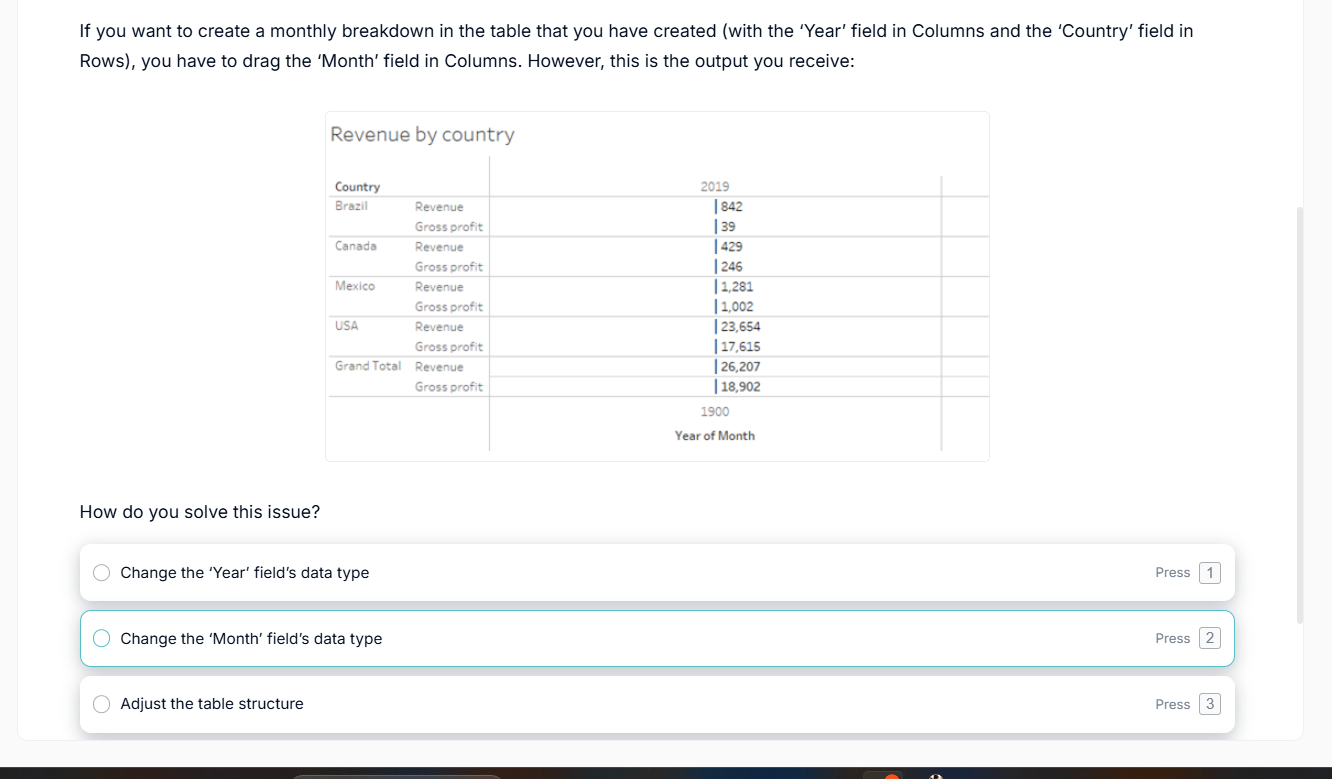 If you want to create a monthly breakdown in the table that you have created (with the ‘Year’ field in Columns and the ‘Country’ field in
Rows), you have to drag the ‘Month’ field in Columns. However, this is the output you receive:
Revenue by country
Country 2019
Brazil Revenue 842
Gross profit 39
Canada Revenue 429
Gross profit 246
Mexico Revenue 1,281
Gross profit 1,002
USA Revenue 23,654
Gross profit 17,615
Grand Total Revenue 26,207
Gross profit 18,902
1900
Year of Month
How do you solve this issue?
Change the ‘Year’ field’s data type Press 1
Change the ‘Month’ field’s data type Press 2
Adjust the table structure Press 3